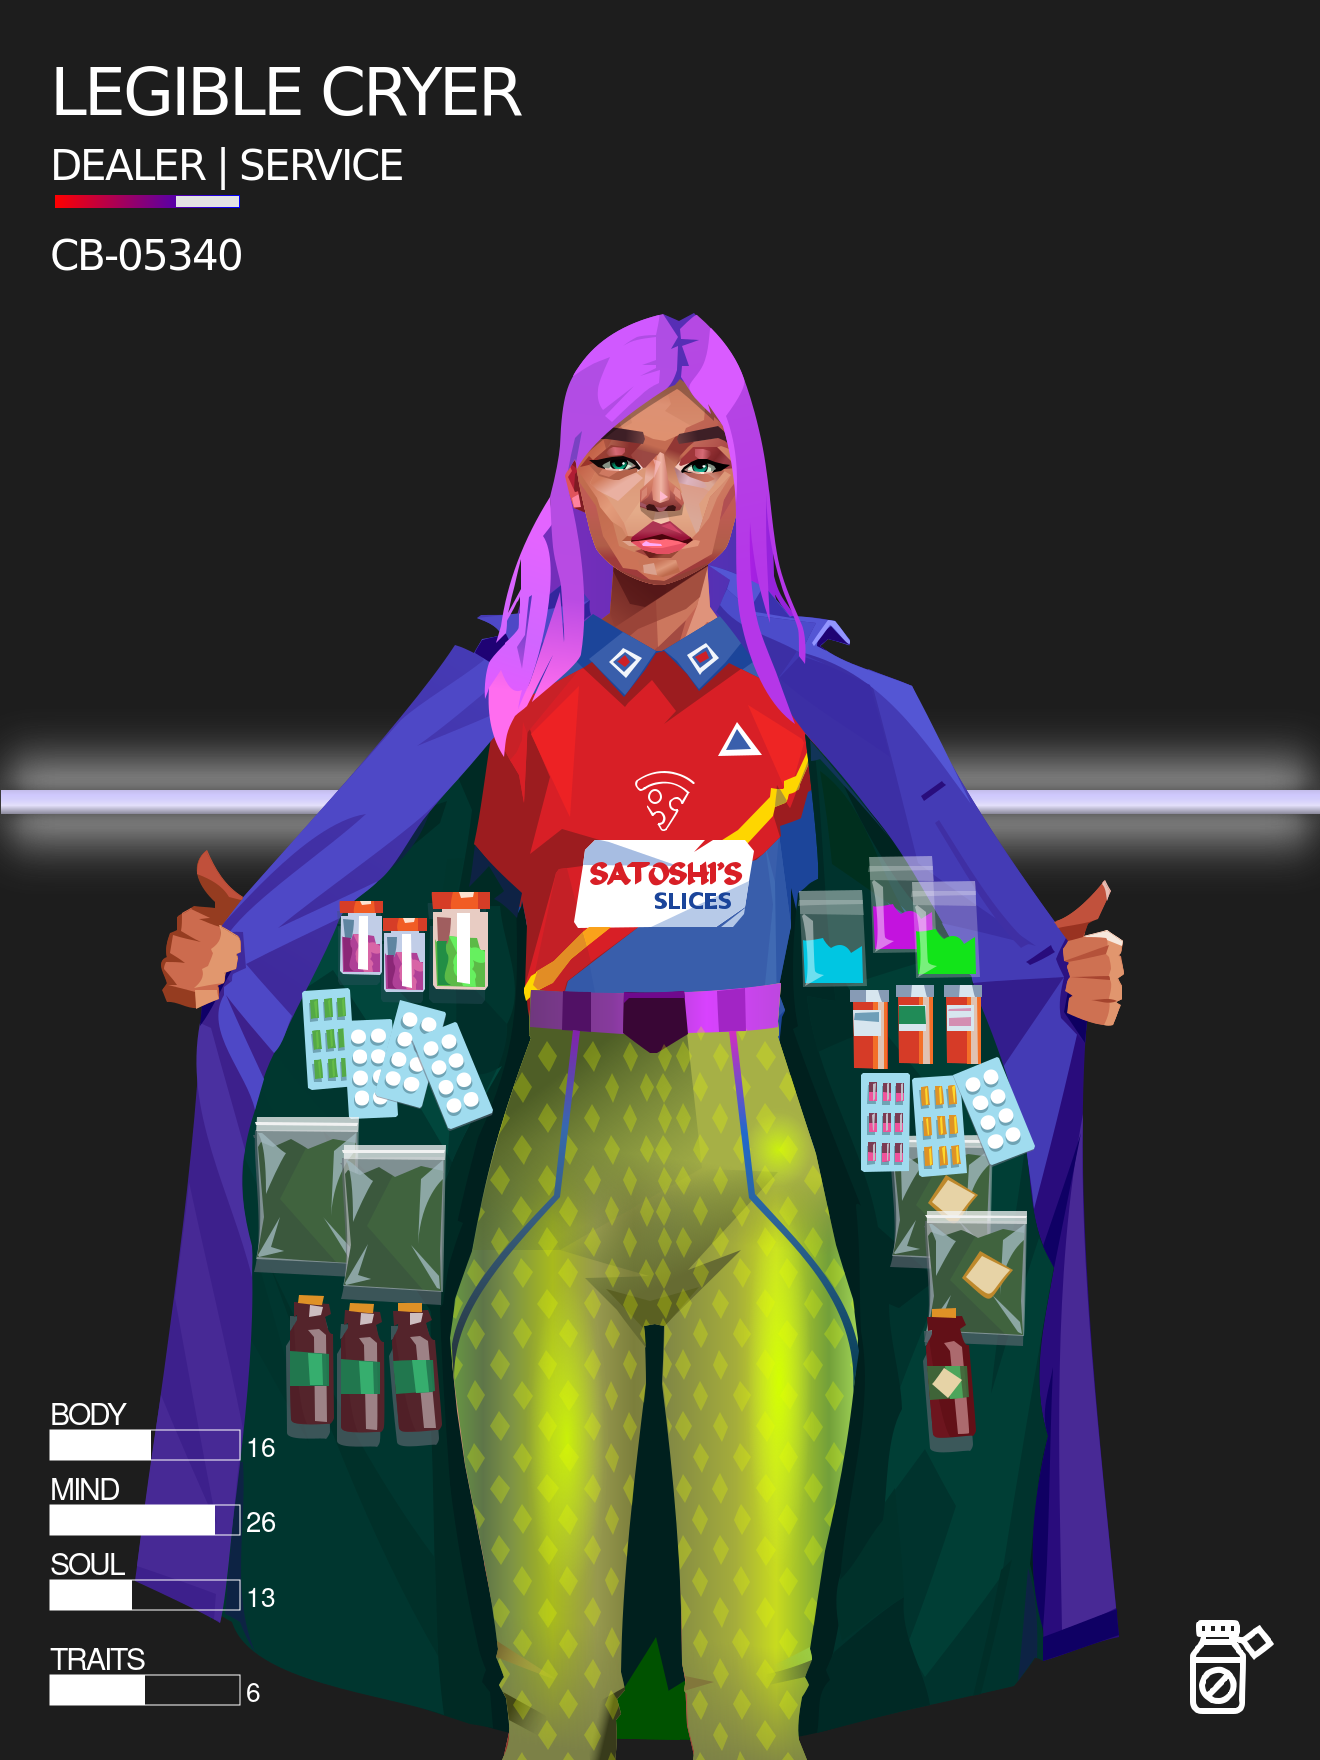 LEGIBLE CRYER
DEALER | SERVICE
CB-05340
SATOSHI'S
SLICES
BODY
16
MIND
26
SOUL
13
TRAITS
6